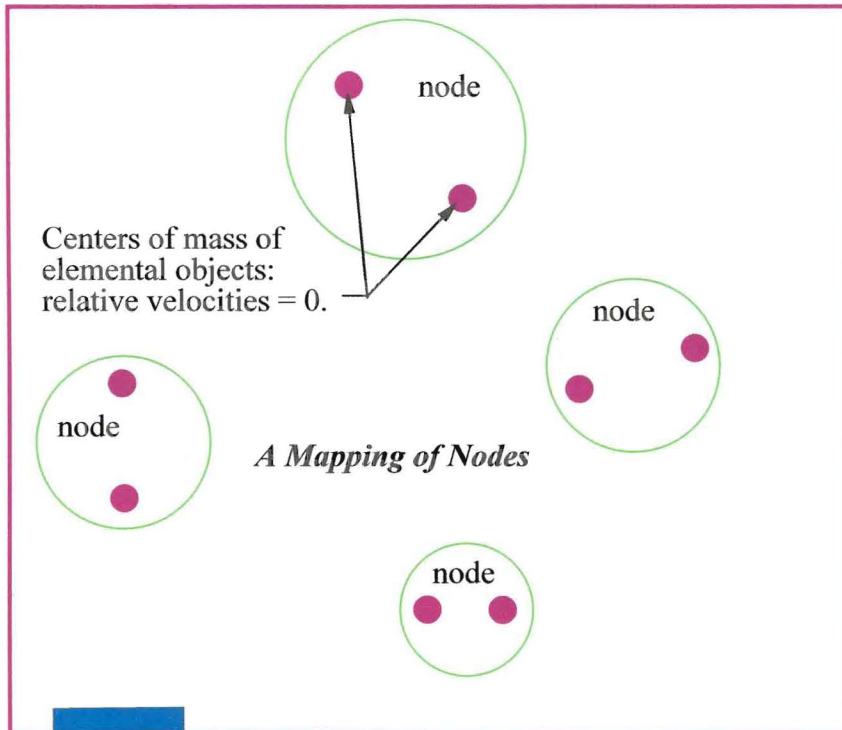 node
Centers of mass of
elemental objects:
relative velocities = 0.
node
node
A Mapping of Nodes
node